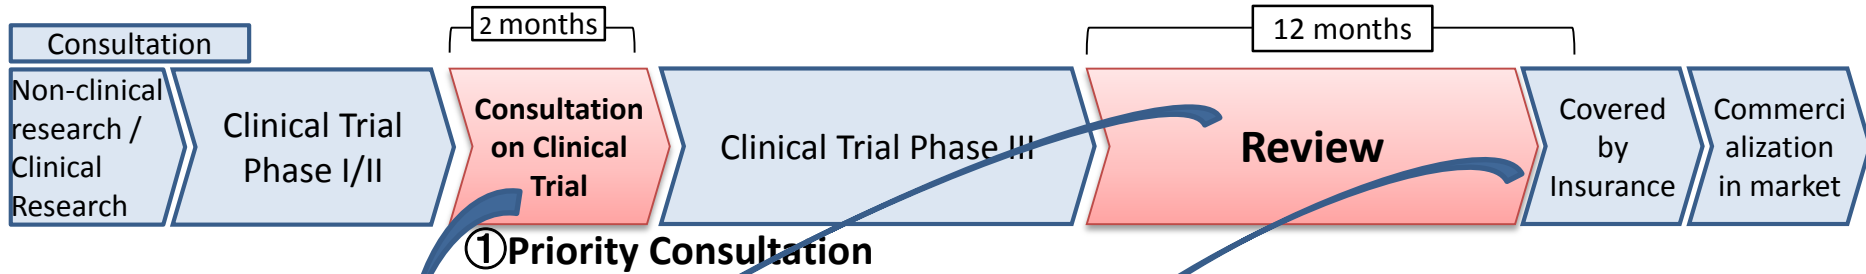 2 months
12 months
Consultation
Non-clinical
research /
Clinical
Research
Clinical Trial
Phase I/II
Consultation
on Clinical
Trial
Clinical Trial Phase III
Review
Covered
by
Insurance
Commerci
alization
in market
①Priority Consultation